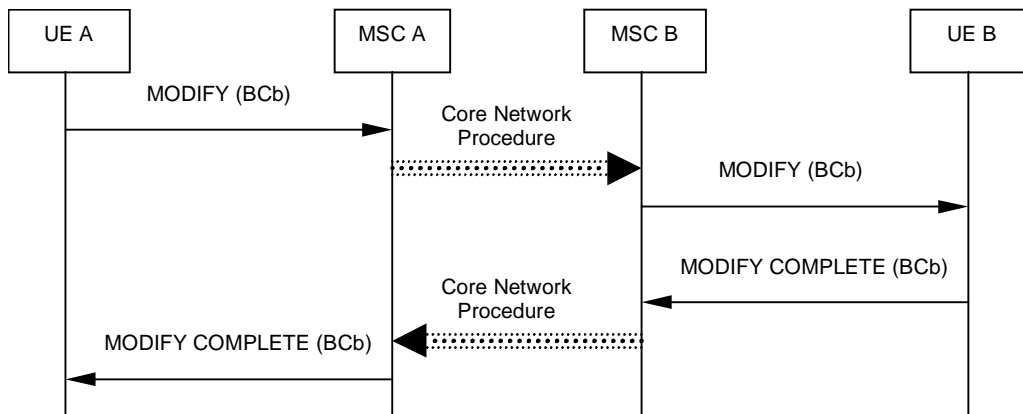 UE A
MSC A
MSC B
UE B
MODIFY (BCb)
Core Network
Procedure
MODIFY (BCb)
MODIFY COMPLETE (BCb)
Core Network
Procedure
MODIFY COMPLETE (BCb)